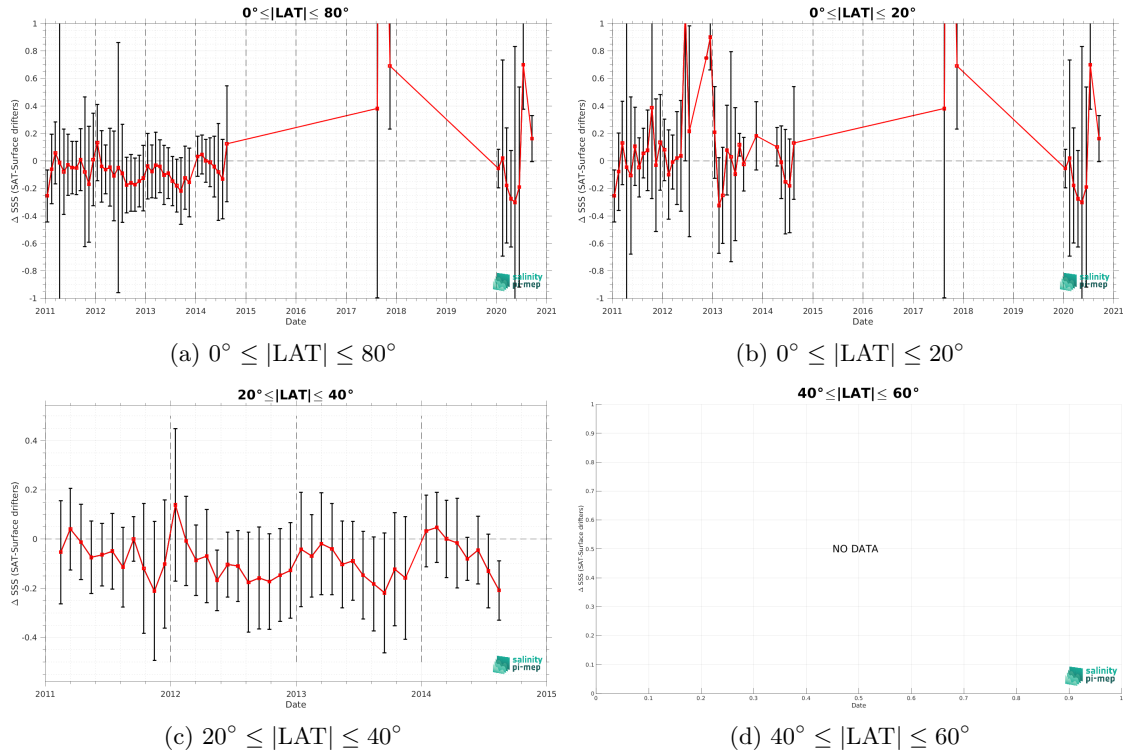 0°≤|LAT|≤ 80°
1
0.8
0.6
0.4
0.2
0
-0.2
-0.4
-0.6
-0.8
-1
Δ SSS (SAT-Surface drifters)
2011 2012 2013 2014 2015 2016 2017 2018 2019 2020 2021
Date
salinity
pi-mep
(a) 0° ≤ |LAT| ≤ 80°
0°≤|LAT|≤ 20°
1
0.8
0.6
0.4
0.2
0
-0.2
-0.4
-0.6
-0.8
-1
Δ SSS (SAT-Surface drifters)
2011 2012 2013 2014 2015 2016 2017 2018 2019 2020 2021
Date
salinity
pi-mep
(b) 0° ≤ |LAT| ≤ 20°
20°≤|LAT|≤ 40°
0.4
0.2
0
-0.2
-0.4
Δ SSS (SAT-Surface drifters)
2011 2012 2013 2014 2015
Date
salinity
pi-mep
(c) 20° ≤ |LAT| ≤ 40°
40°≤|LAT|≤ 60°
1
0.9
0.8
0.7
0.6
0.5
0.4
0.3
0.2
0.1
0
Δ SSS (SAT-Surface drifters)
NO DATA
0 0.1 0.2 0.3 0.4 0.5 0.6 0.7 0.8 0.9 1
Date
salinity
pi-mep
(d) 40° ≤ |LAT| ≤ 60°